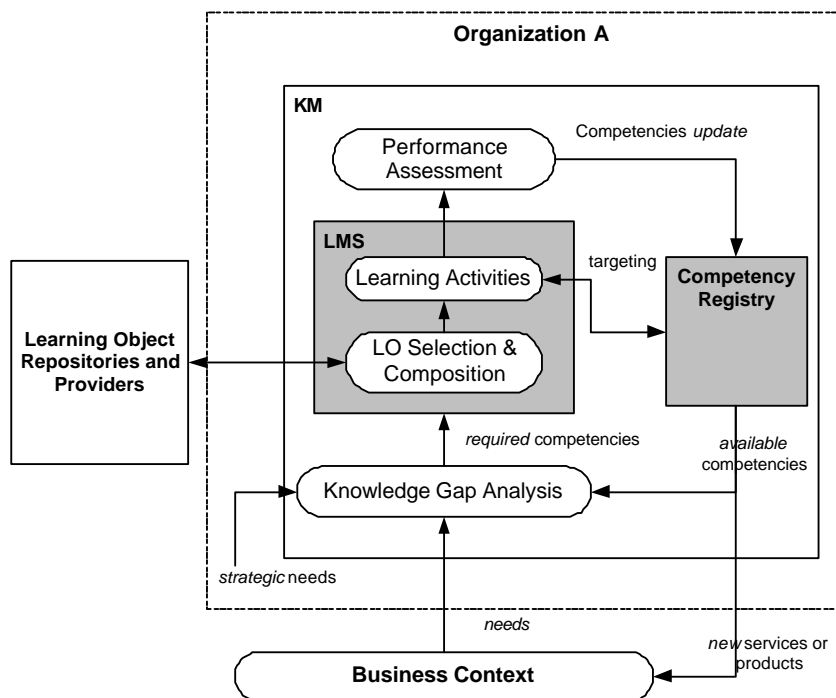 Organization A
KM
Performance
Assessment
Competencies update
LMS
Learning Activities
targeting
Competency
Registry
Learning Object
Repositories and
Providers
LO Selection &
Composition
required competencies
available
competencies
Knowledge Gap Analysis
strategic needs
needs
new services or
products
Business Context